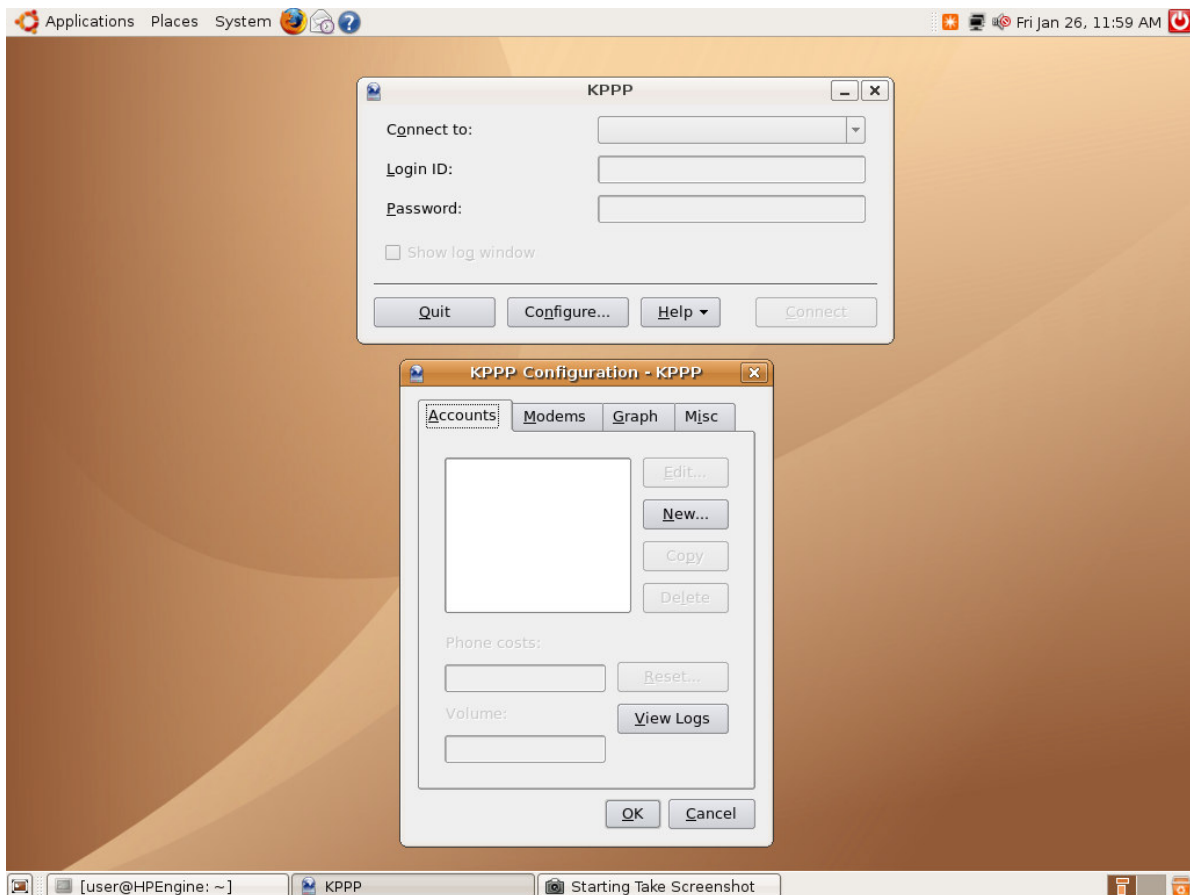 Applications Places System Fri Jan 26, 11:59 AM
KPPP
Connect to:
Login ID:
Password:
Show log window
Quit Configure... Help Connect
KPPP Configuration - KPPP
Accounts Modems Graph Misc
Edit...
New...
Copy
Delete
Phone costs:
Reset...
Volume:
View Logs
OK Cancel
[user@HPEngine: ~] KPPP Starting Take Screenshot